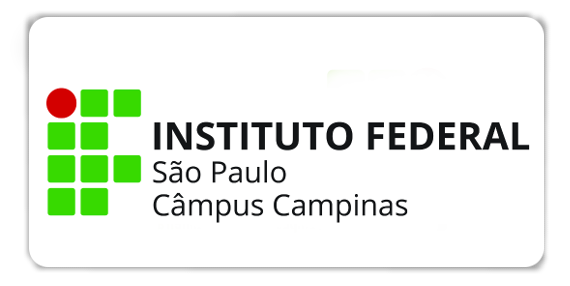 INSTITUTO FEDERAL
São Paulo
Câmpus Campinas